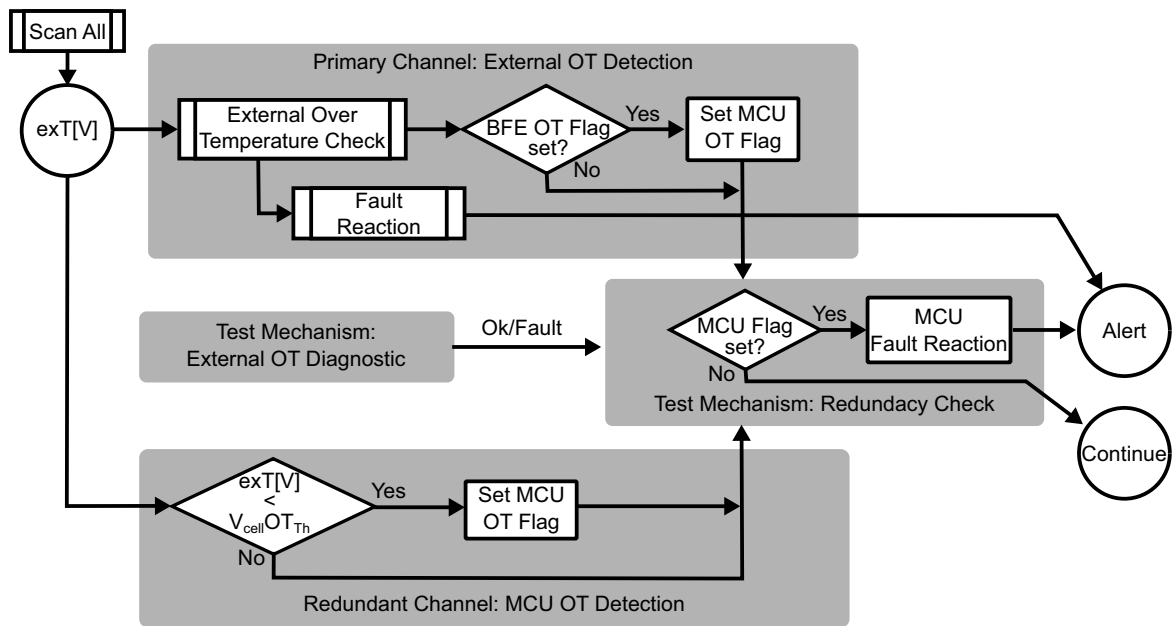 Scan All
Primary Channel: External OT Detection
exT[V]
External Over
Temperature Check
BFE OT Flag
set?
Yes
No
Set MCU
OT Flag
Fault
Reaction
Test Mechanism:
External OT Diagnostic
Ok/Fault
MCU Flag
set?
Yes
No
MCU
Fault Reaction
Test Mechanism: Redundacy Check
Alert
Continue
exT[V]
<
VcellOTTh
Yes
No
Set MCU
OT Flag
Redundant Channel: MCU OT Detection